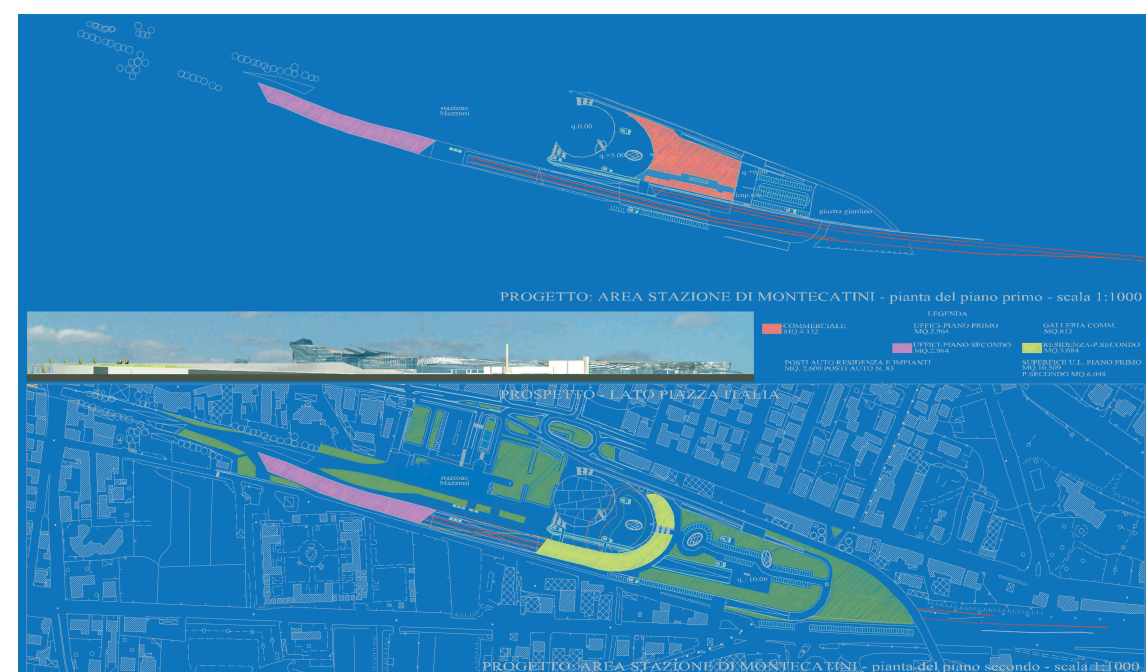 stazione
Mazzoni
q.0.00
q.+5.00
q.+6.00
imp.tec
piastra giardino
PROGETTO: AREA STAZIONE DI MONTECATINI - pianta del piano primo - scala 1:1000
LEGENDA
COMMERCIALE
MQ.4.132
UFFICI-PIANO PRIMO
MQ.2.964
GALLERIA COMM.
MQ.813
UFFICI-PIANO SECONDO
MQ.2.964
RESIDENZA-P.SECONDO
MQ.3.084
POSTI AUTO RESIDENZA E IMPIANTI
MQ. 2.600 POSTI AUTO N. 83
SUPERFICE U.L. PIANO PRIMO
MQ.10.509
P.SECONDO MQ.6.048
PROSPETTO - LATO PIAZZA ITALIA
stazione
Mazzoni
q.+10.00
PROGETTO: AREA STAZIONE DI MONTECATINI - pianta del piano secondo - scala 1:1000